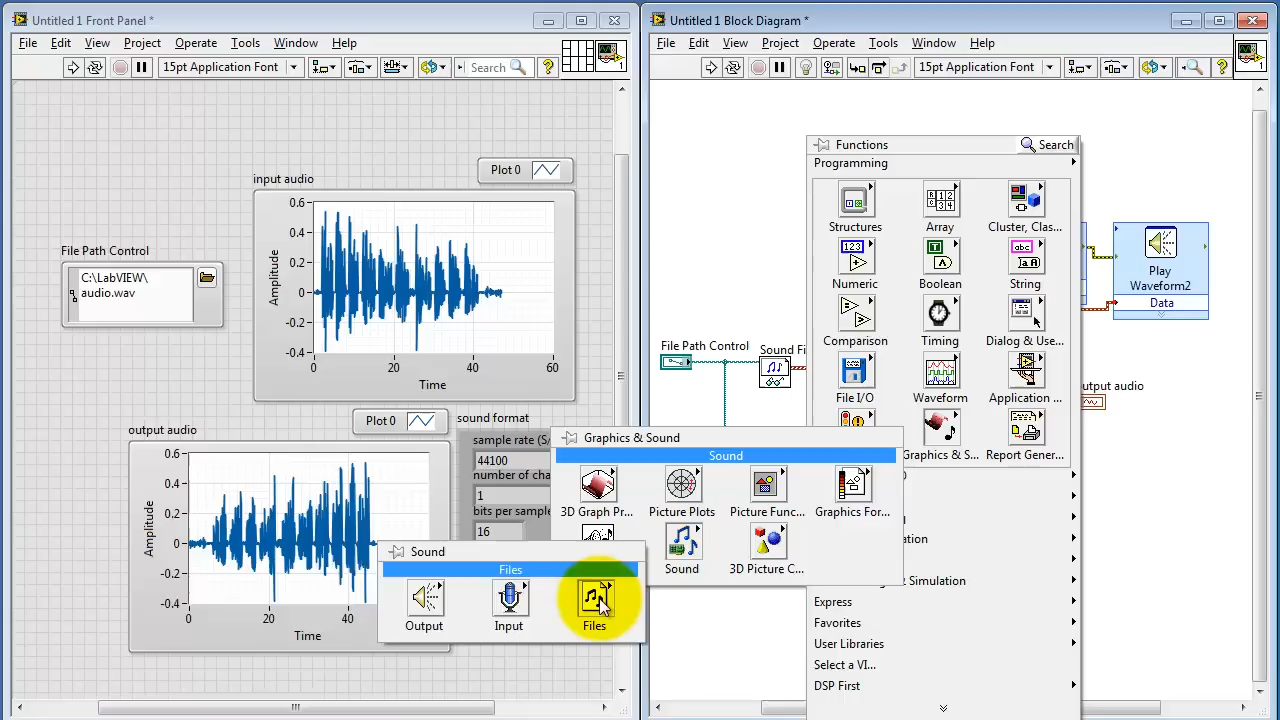 Untitled 1 Front Panel *
File Edit View Project Operate Tools Window Help
15pt Application Font
Search
?
1
Plot 0
input audio
0.6
0.4
0.2
0
-0.2
-0.4
Amplitude
0 20 40 60
Time
File Path Control
C:\LabVIEW\
audio.wav
Plot 0
output audio
0.6
0.4
0.2
0
-0.2
-0.4
Amplitude
0 20 40
Time
sound format
sample rate (S/
44100
number of cha
1
bits per sample
16
Untitled 1 Block Diagram *
File Edit View Project Operate Tools Window Help
15pt Application Font
?
1
File Path Control
Sound Fi
Play
Waveform2
Data
utput audio
Functions
Search
Programming
Structures Array Cluster, Clas...
Numeric Boolean String
Comparison Timing Dialog & Use...
File I/O Waveform Application ...
Graphics & S... Report Gener...
Simulation
Express
Favorites
User Libraries
Select a VI...
DSP First
Graphics & Sound
Sound
3D Graph Pr... Picture Plots Picture Func... Graphics For...
Sound 3D Picture C...
Sound
Files
Output Input Files